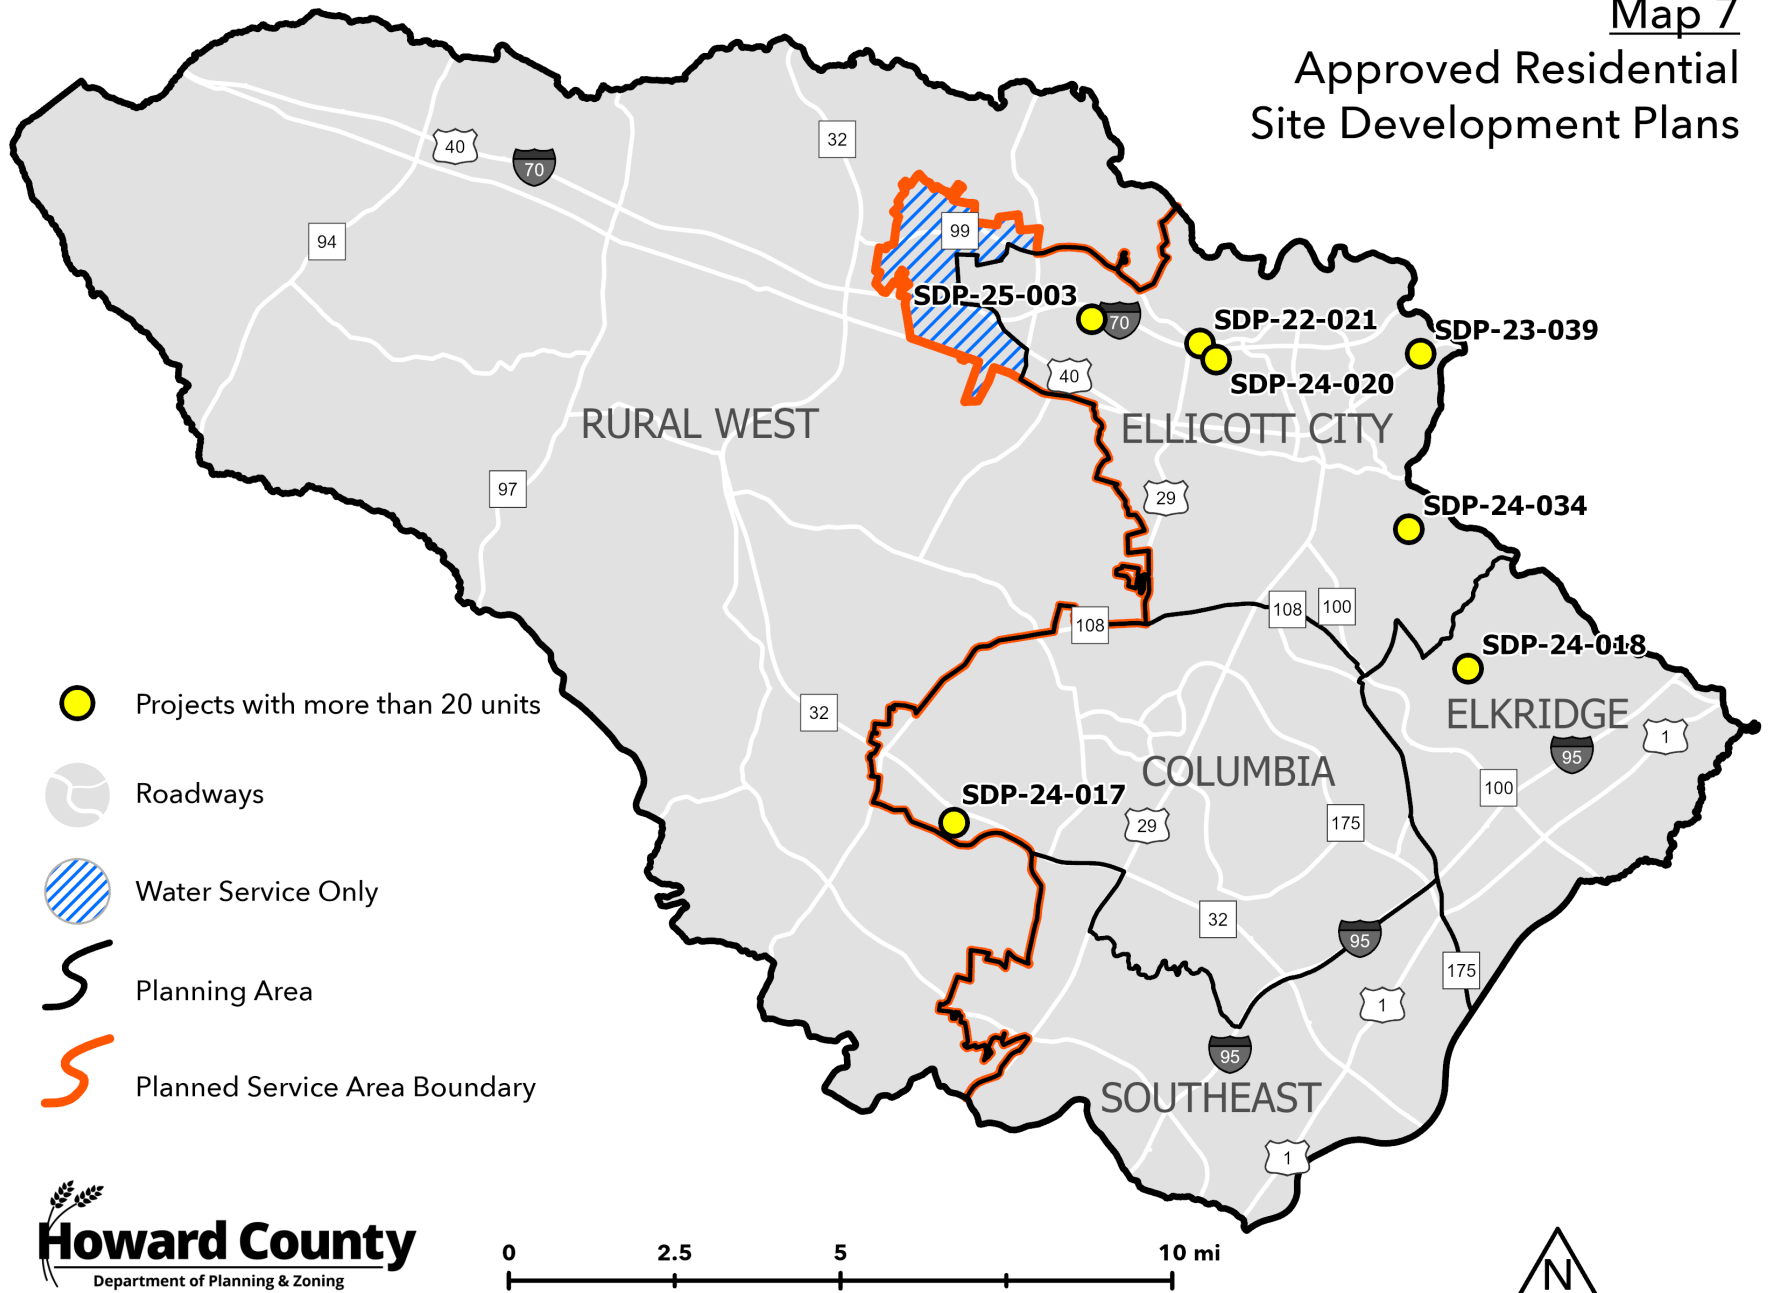 Map 7
Approved Residential
Site Development Plans
32
40
70
94
99
SDP-25-003
70
SDP-22-021
SDP-23-039
40
SDP-24-020
RURAL WEST
ELLICOTT CITY
97
29
SDP-24-034
108
108
100
SDP-24-018
Projects with more than 20 units
32
ELKRIDGE
1
95
COLUMBIA
100
Roadways
SDP-24-017
29
175
Water Service Only
32
95
175
Planning Area
1
95
Planned Service Area Boundary
SOUTHEAST
1
Howard County
Department of Planning & Zoning
0 2.5 5 10 mi
N